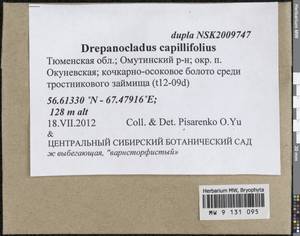 dupla NSK2009747
Drepanocladus capillifolius
Тюменская обл.; Омутинский р-н; окр. п.
Окуневская; кочкарно-осоковое болото среди
тростникового займища (t12-09d)
56.61330 °N - 67.47916°E;
128 m alt
18.VII.2012 Coll. & Det. Pisarenko O.Yu
&
ЦЕНТРАЛЬНЫЙ СИБИРСКИЙ БОТАНИЧЕСКИЙ САД
ж выбегающая, "варнсторфистый»
Herbarium MW, Bryophyta
MW 9 131 095